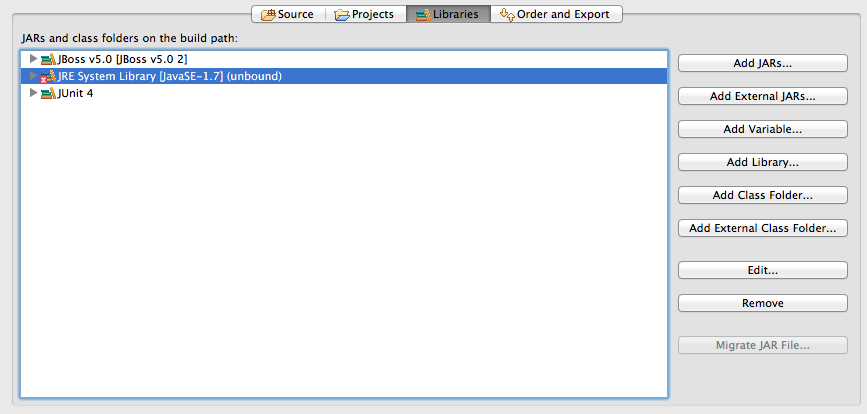 Source Projects Libraries Order and Export
JARs and class folders on the build path:
JBoss v5.0 [JBoss v5.0 2]
JRE System Library [JavaSE-1.7] (unbound)
JUnit 4
Add JARs...
Add External JARs...
Add Variable...
Add Library...
Add Class Folder...
Add External Class Folder...
Edit...
Remove
Migrate JAR File...